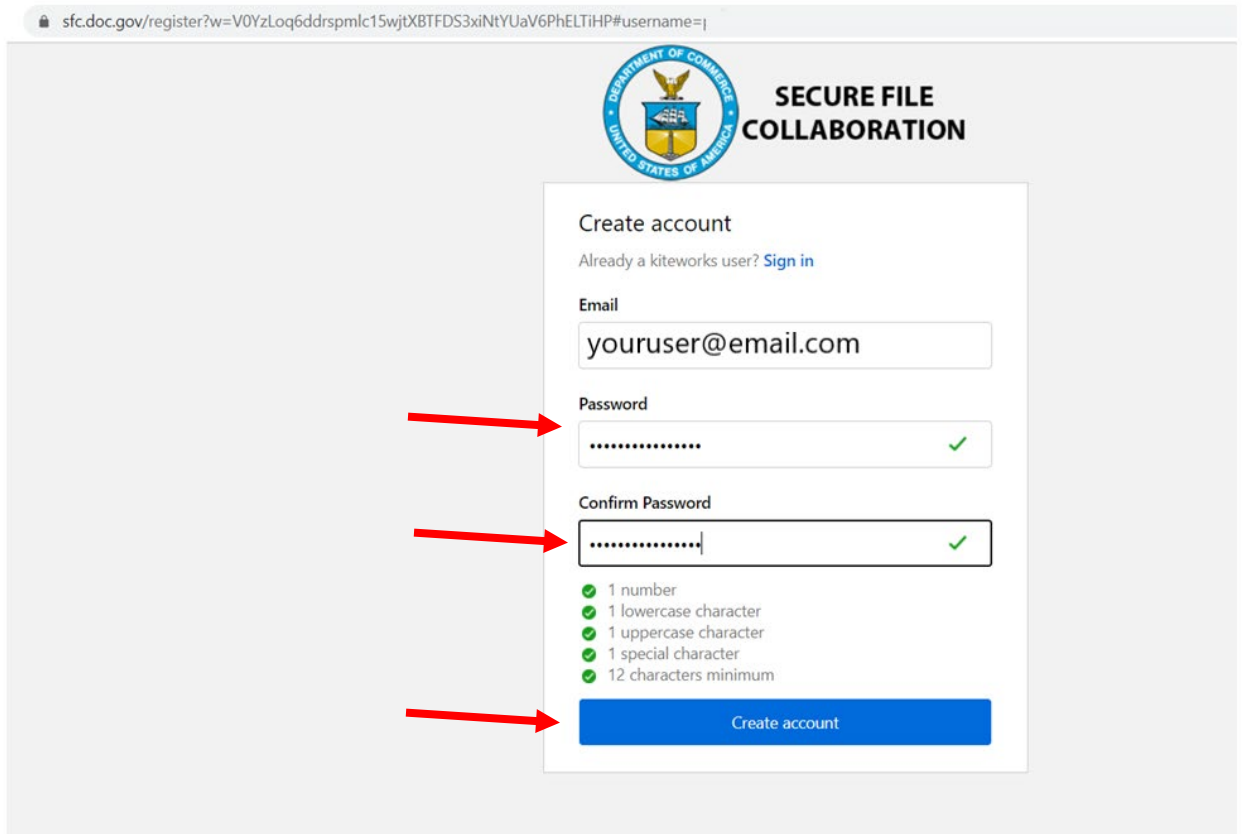 sfc.doc.gov/register?w=V0YzLoq6ddrspmlc15wjtXBTFDS3xiNtYUaV6PhELTiHP#username=
DEPARTMENT OF COMMERCE
UNITED STATES OF AMERICA
SECURE FILE
COLLABORATION
Create account
Already a kiteworks user? Sign in
Email
youruser@email.com
Password
••••••••••••••••
Confirm Password
••••••••••••••••
1 number
1 lowercase character
1 uppercase character
1 special character
12 characters minimum
Create account